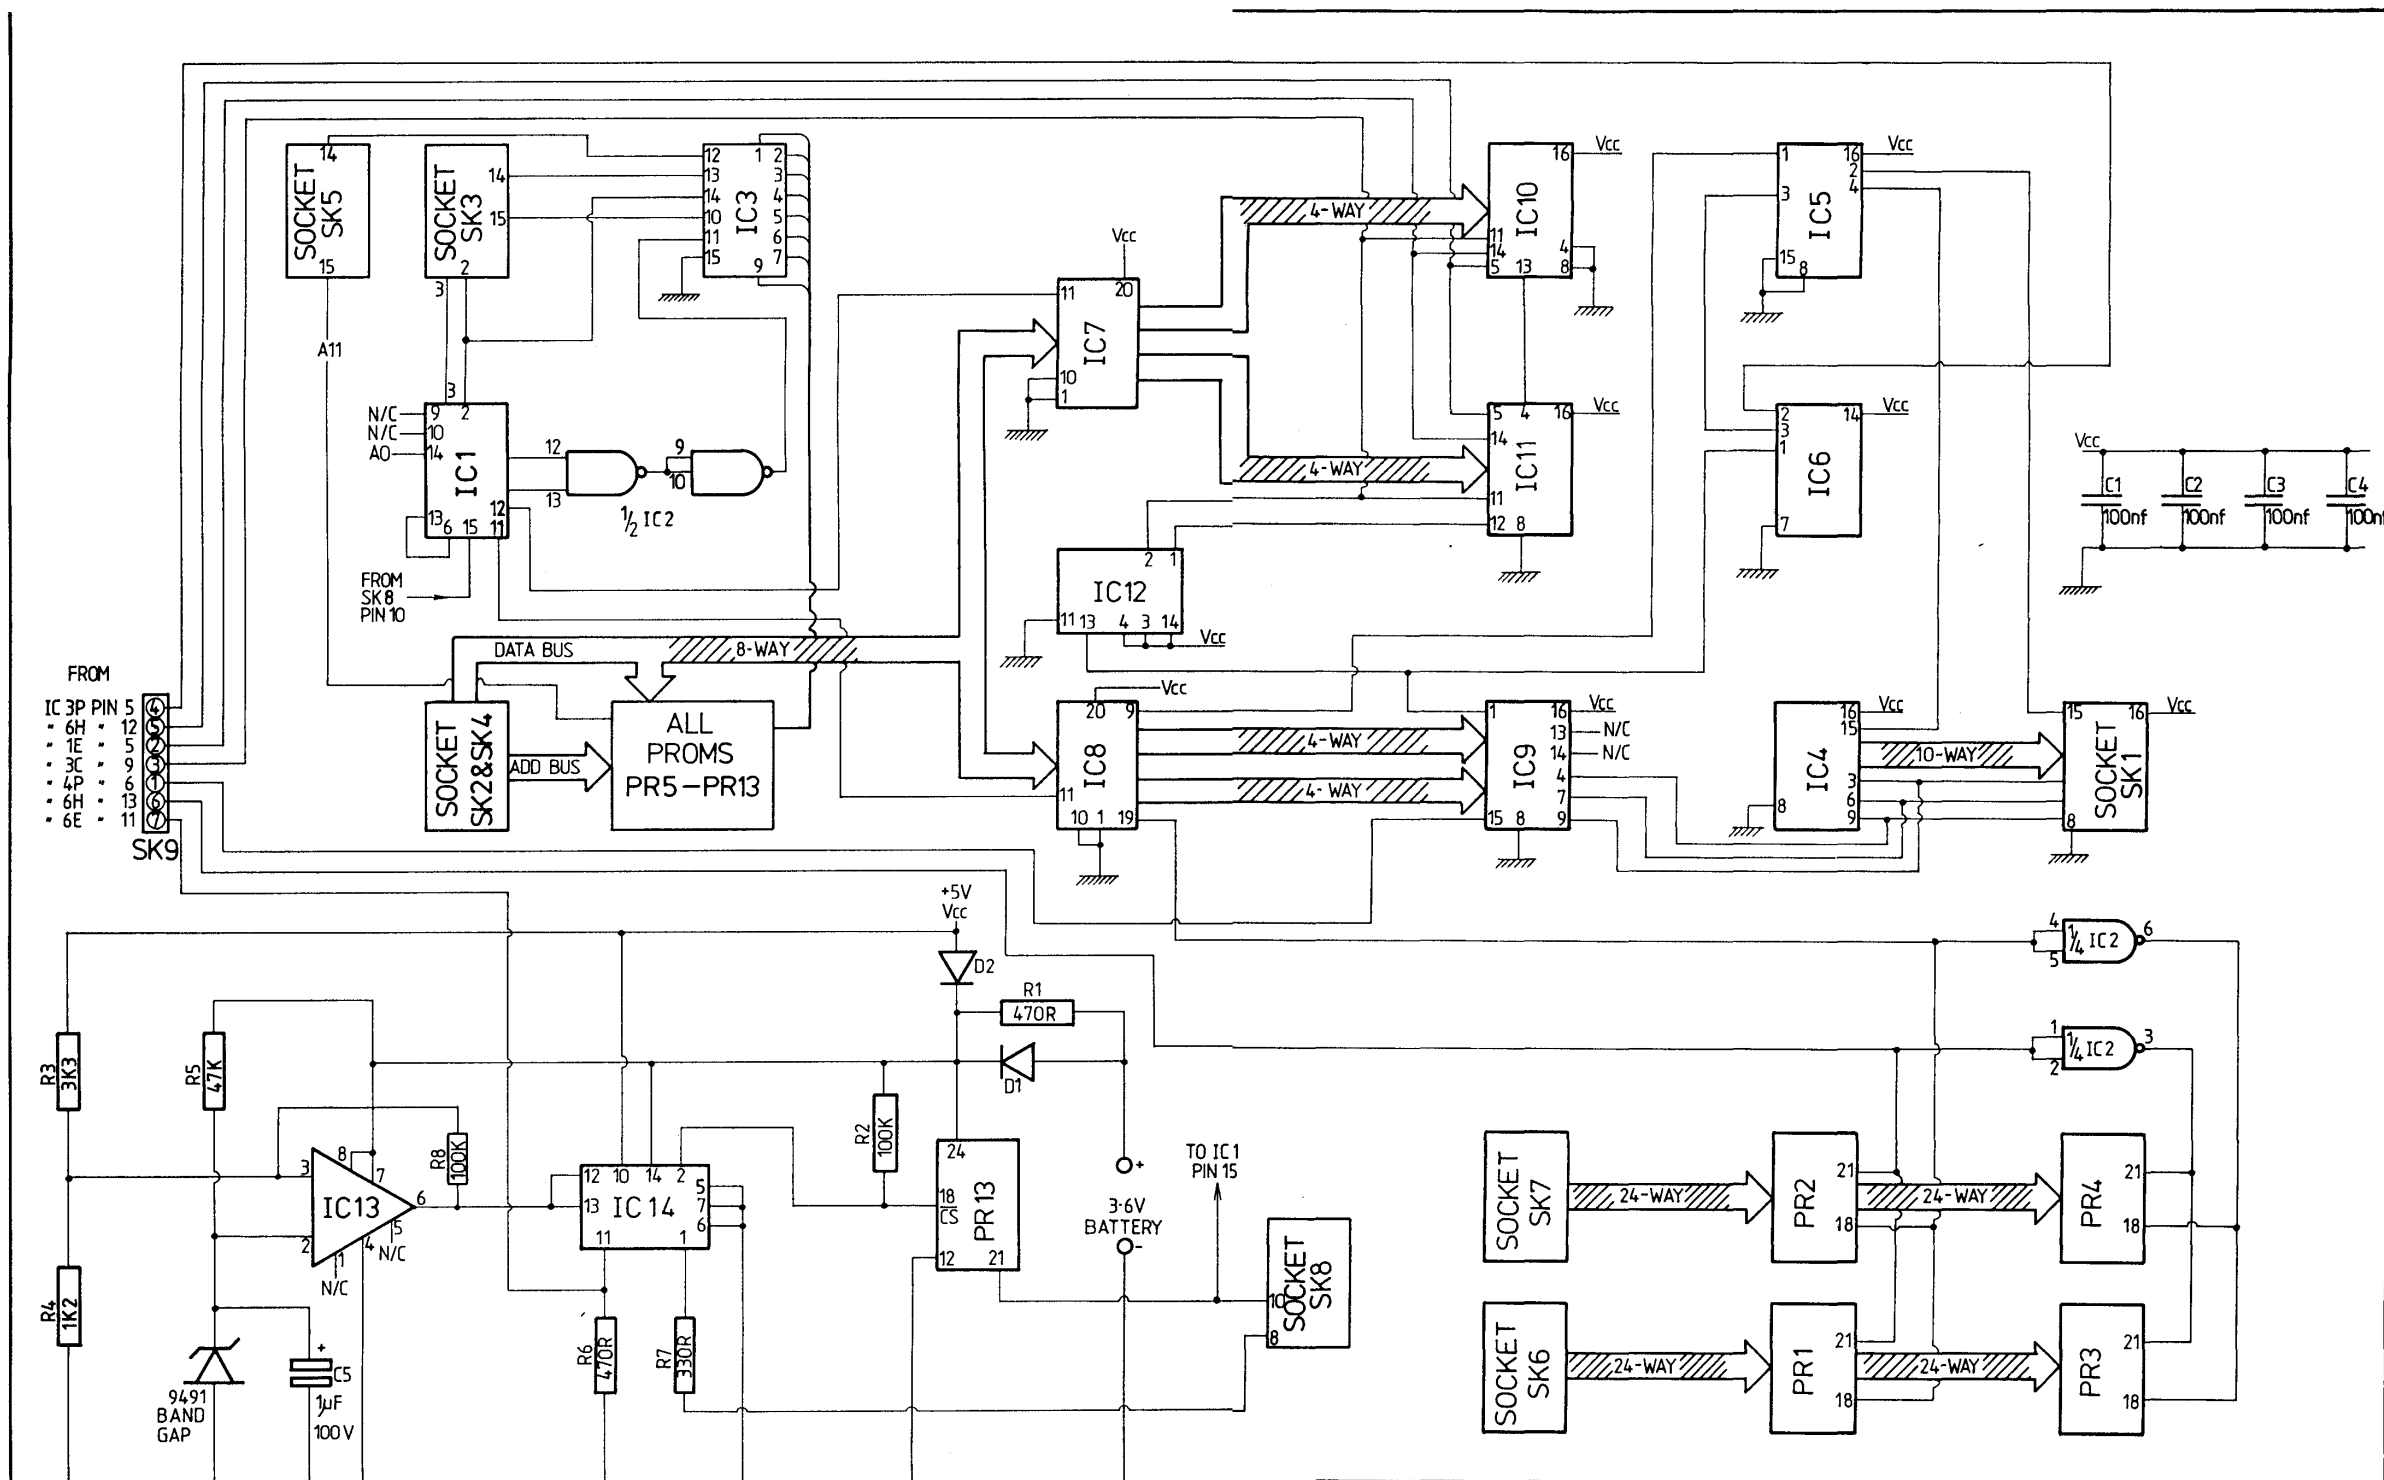 SOCKET
SK5
14
15
A11
SOCKET
SK3
14
15
2
3
IC3
12
13
14
10
11
15
1
2
3
4
5
6
7
9
IC1
3
2
N/C
9
N/C
10
A0
14
13
6
15
12
11
12
13
9
10
1/2 IC2
FROM
SK8
PIN 10
Vcc
IC7
11
20
10
1
4-WAY
4-WAY
IC10
16
Vcc
11
14
5
13
4
8
IC11
5
4
16
Vcc
14
11
12
8
IC5
1
16
Vcc
2
4
3
15
8
IC6
2
3
1
14
Vcc
7
Vcc
C1
100nf
C2
100nf
C3
100nf
C4
100nf
IC12
2
1
11
13
4
3
14
Vcc
DATA BUS
8-WAY
SOCKET
SK2&SK4
ADD BUS
ALL
PROMS
PR5-PR13
FROM
IC 3P PIN 5 4
" 6H " 12 5
" 1E " 5 2
" 3C " 9 3
" 4P " 6 1
" 6H " 13 6
" 6E " 11 7
SK9
Vcc
IC8
20
9
11
10
1
19
4-WAY
4-WAY
IC9
1
16
Vcc
13
N/C
14
N/C
4
7
9
15
8
IC4
16
Vcc
15
3
6
9
8
10-WAY
SOCKET
SK1
15
16
Vcc
8
4
5
1/4 IC2
6
1
2
1/4 IC2
3
+5V
Vcc
D2
R1
470R
D1
R3
3K3
R5
47K
R8
100K
R2
100K
R4
1K2
IC13
3
8
7
6
2
1
4
5
N/C
N/C
9491
BAND
GAP
+
C5
1µF
100V
IC14
12
10
14
2
13
5
7
6
11
1
R6
470R
R7
330R
PR13
24
18
CS
12
21
+
3·6V
BATTERY
-
TO IC1
PIN 15
SOCKET
SK8
10
8
SOCKET
SK7
24-WAY
PR2
21
18
24-WAY
PR4
21
18
SOCKET
SK6
24-WAY
PR1
21
18
24-WAY
PR3
21
18